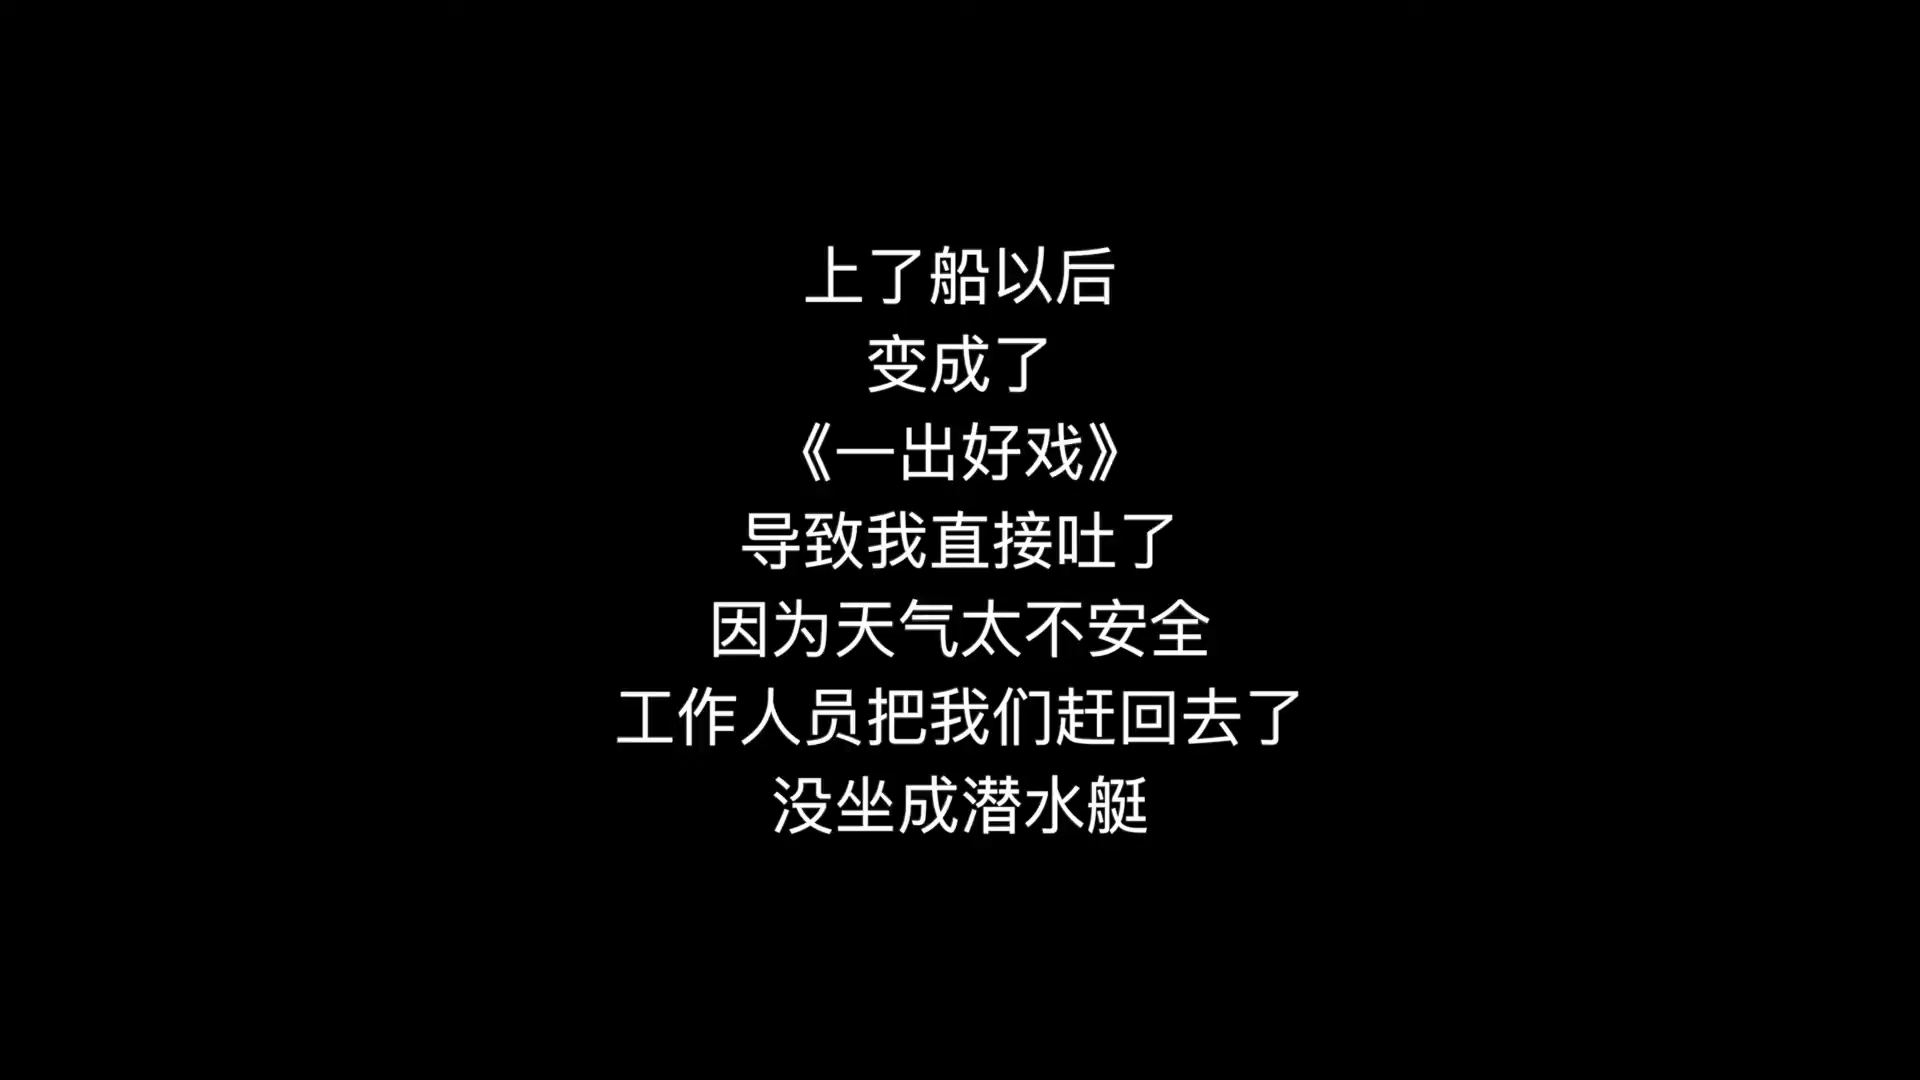 上了船以后
变成了
《一出好戏》
导致我直接吐了
因为天气太不安全
工作人员把我们赶回去了
没坐成潜水艇